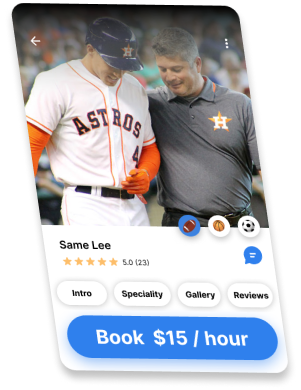 ASTROS
4
Same Lee
5.0 (23)
Intro
Speciality
Gallery
Reviews
Book $15 / hour